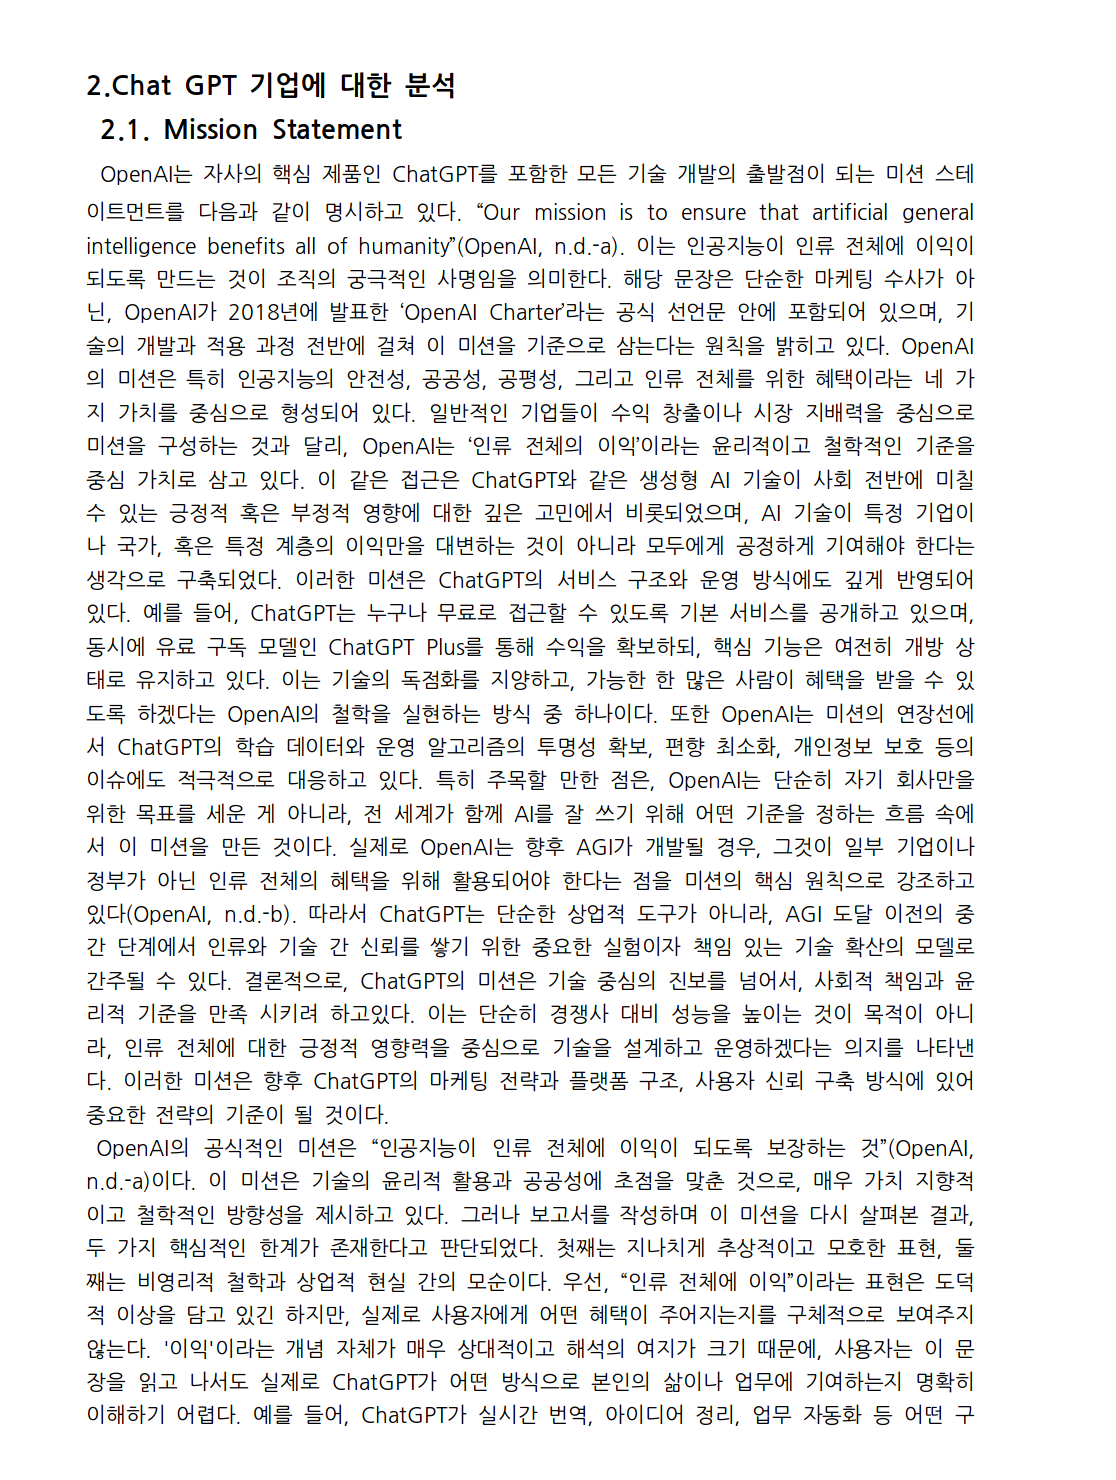 2.Chat GPT 기업에 대한 분석
2.1. Mission Statement
OpenAI는 자사의 핵심 제품인 ChatGPT를 포함한 모든 기술 개발의 출발점이 되는 미션 스테
이트먼트를 다음과 같이 명시하고 있다. “Our mission is to ensure that artificial general
intelligence benefits all of humanity”(OpenAI, n.d.-a). 이는 인공지능이 인류 전체에 이익이
되도록 만드는 것이 조직의 궁극적인 사명임을 의미한다. 해당 문장은 단순한 마케팅 수사가 아
닌, OpenAI가 2018년에 발표한 ‘OpenAI Charter’라는 공식 선언문 안에 포함되어 있으며, 기
술의 개발과 적용 과정 전반에 걸쳐 이 미션을 기준으로 삼는다는 원칙을 밝히고 있다. OpenAI
의 미션은 특히 인공지능의 안전성, 공공성, 공평성, 그리고 인류 전체를 위한 혜택이라는 네 가
지 가치를 중심으로 형성되어 있다. 일반적인 기업들이 수익 창출이나 시장 지배력을 중심으로
미션을 구성하는 것과 달리, OpenAI는 ‘인류 전체의 이익’이라는 윤리적이고 철학적인 기준을
중심 가치로 삼고 있다. 이 같은 접근은 ChatGPT와 같은 생성형 AI 기술이 사회 전반에 미칠
수 있는 긍정적 혹은 부정적 영향에 대한 깊은 고민에서 비롯되었으며, AI 기술이 특정 기업이
나 국가, 혹은 특정 계층의 이익만을 대변하는 것이 아니라 모두에게 공정하게 기여해야 한다는
생각으로 구축되었다. 이러한 미션은 ChatGPT의 서비스 구조와 운영 방식에도 깊게 반영되어
있다. 예를 들어, ChatGPT는 누구나 무료로 접근할 수 있도록 기본 서비스를 공개하고 있으며,
동시에 유료 구독 모델인 ChatGPT Plus를 통해 수익을 확보하되, 핵심 기능은 여전히 개방 상
태로 유지하고 있다. 이는 기술의 독점화를 지양하고, 가능한 한 많은 사람이 혜택을 받을 수 있
도록 하겠다는 OpenAI의 철학을 실현하는 방식 중 하나이다. 또한 OpenAI는 미션의 연장선에
서 ChatGPT의 학습 데이터와 운영 알고리즘의 투명성 확보, 편향 최소화, 개인정보 보호 등의
이슈에도 적극적으로 대응하고 있다. 특히 주목할 만한 점은, OpenAI는 단순히 자기 회사만을
위한 목표를 세운 게 아니라, 전 세계가 함께 AI를 잘 쓰기 위해 어떤 기준을 정하는 흐름 속에
서 이 미션을 만든 것이다. 실제로 OpenAI는 향후 AGI가 개발될 경우, 그것이 일부 기업이나
정부가 아닌 인류 전체의 혜택을 위해 활용되어야 한다는 점을 미션의 핵심 원칙으로 강조하고
있다(OpenAI, n.d.-b). 따라서 ChatGPT는 단순한 상업적 도구가 아니라, AGI 도달 이전의 중
간 단계에서 인류와 기술 간 신뢰를 쌓기 위한 중요한 실험이자 책임 있는 기술 확산의 모델로
간주될 수 있다. 결론적으로, ChatGPT의 미션은 기술 중심의 진보를 넘어서, 사회적 책임과 윤
리적 기준을 만족 시키려 하고있다. 이는 단순히 경쟁사 대비 성능을 높이는 것이 목적이 아니
라, 인류 전체에 대한 긍정적 영향력을 중심으로 기술을 설계하고 운영하겠다는 의지를 나타낸
다. 이러한 미션은 향후 ChatGPT의 마케팅 전략과 플랫폼 구조, 사용자 신뢰 구축 방식에 있어
중요한 전략의 기준이 될 것이다.
OpenAI의 공식적인 미션은 “인공지능이 인류 전체에 이익이 되도록 보장하는 것”(OpenAI,
n.d.-a)이다. 이 미션은 기술의 윤리적 활용과 공공성에 초점을 맞춘 것으로, 매우 가치 지향적
이고 철학적인 방향성을 제시하고 있다. 그러나 보고서를 작성하며 이 미션을 다시 살펴본 결과,
두 가지 핵심적인 한계가 존재한다고 판단되었다. 첫째는 지나치게 추상적이고 모호한 표현, 둘
째는 비영리적 철학과 상업적 현실 간의 모순이다. 우선, “인류 전체에 이익”이라는 표현은 도덕
적 이상을 담고 있긴 하지만, 실제로 사용자에게 어떤 혜택이 주어지는지를 구체적으로 보여주지
않는다. '이익'이라는 개념 자체가 매우 상대적이고 해석의 여지가 크기 때문에, 사용자는 이 문
장을 읽고 나서도 실제로 ChatGPT가 어떤 방식으로 본인의 삶이나 업무에 기여하는지 명확히
이해하기 어렵다. 예를 들어, ChatGPT가 실시간 번역, 아이디어 정리, 업무 자동화 등 어떤 구